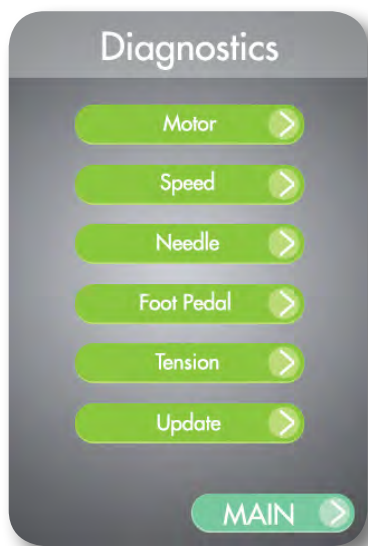 Diagnostics
Motor
Speed
Needle
Foot Pedal
Tension
Update
MAIN